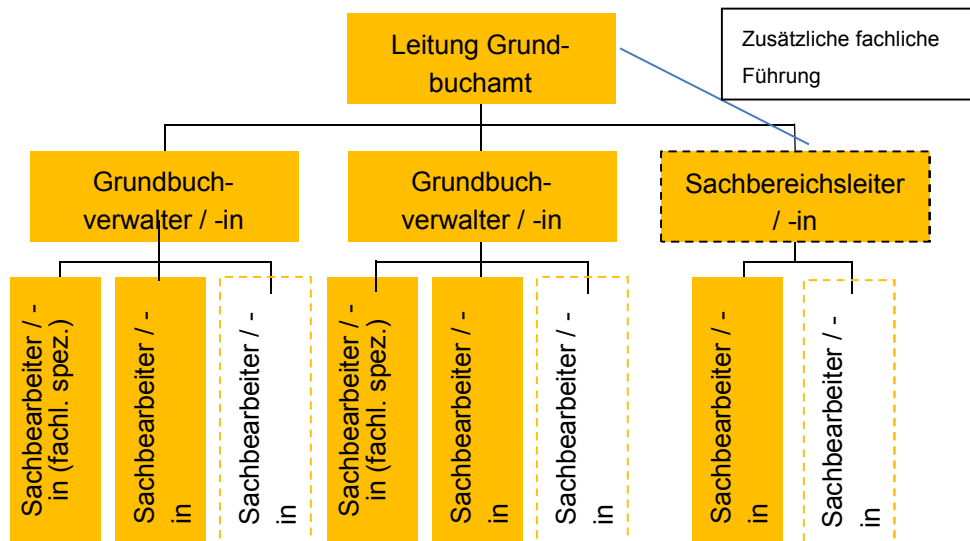 Leitung Grund-
buchamt
Zusätzliche fachliche
Führung
Grundbuch-
verwalter / -in
Grundbuch-
verwalter / -in
Sachbereichsleiter
/ -in
Sachbearbeiter / -
in (fachl. spez.)
Sachbearbeiter / -
in
Sachbearbeiter / -
in
Sachbearbeiter / -
in (fachl. spez.)
Sachbearbeiter / -
in
Sachbearbeiter / -
in
Sachbearbeiter / -
in
Sachbearbeiter / -
in